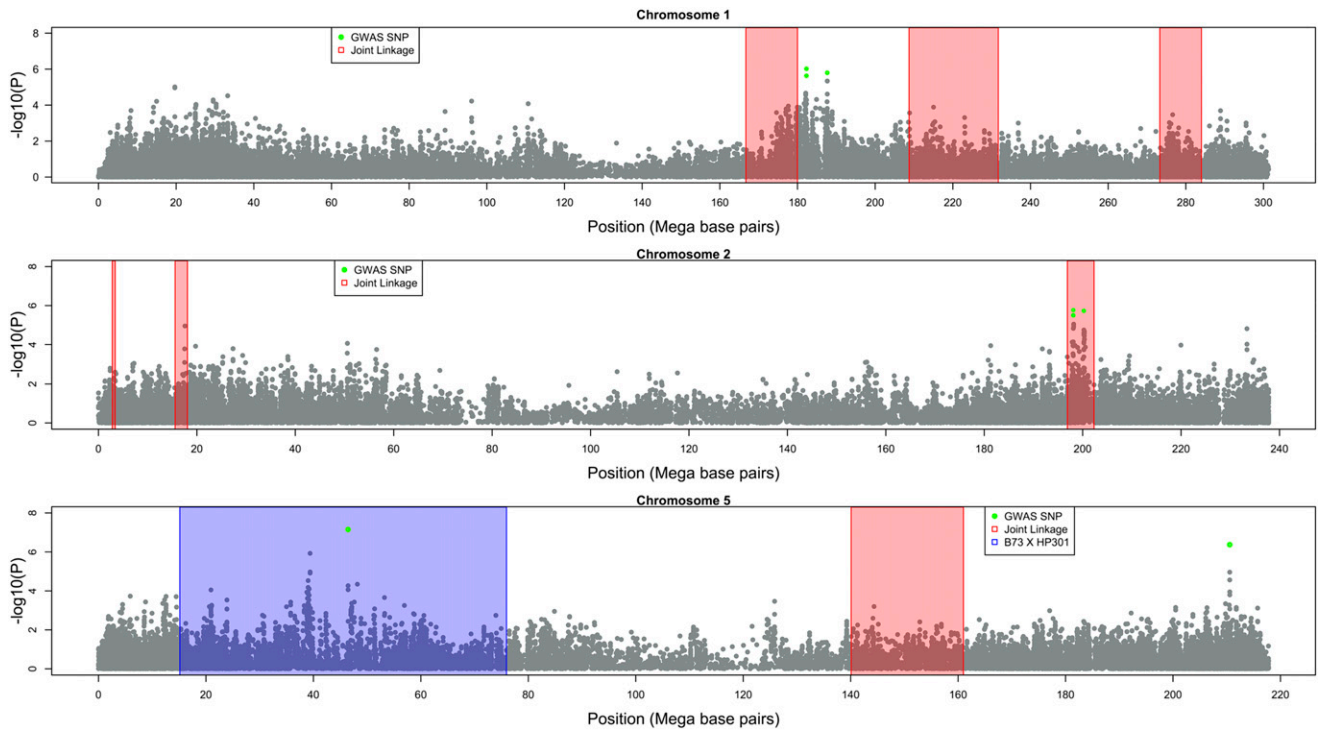 Chromosome 1
8
6
4
2
0
-log10(P)
GWAS SNP
Joint Linkage
0 20 40 60 80 100 120 140 160 180 200 220 240 260 280 300
Position (Mega base pairs)
Chromosome 2
8
6
4
2
0
-log10(P)
GWAS SNP
Joint Linkage
0 20 40 60 80 100 120 140 160 180 200 220 240
Position (Mega base pairs)
Chromosome 5
8
6
4
2
0
-log10(P)
GWAS SNP
Joint Linkage
B73 X HP301
0 20 40 60 80 100 120 140 160 180 200 220
Position (Mega base pairs)